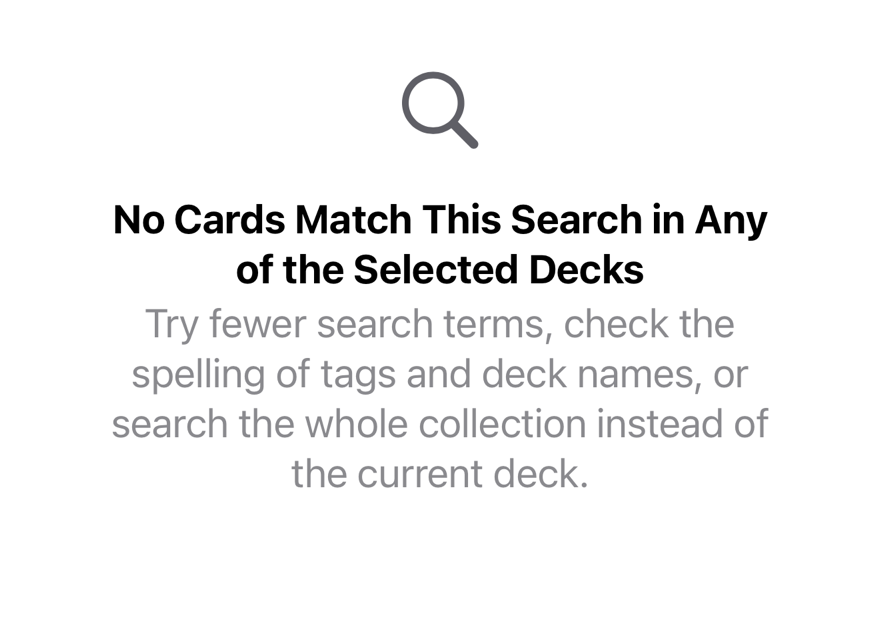 No Cards Match This Search in Any
of the Selected Decks
Try fewer search terms, check the
spelling of tags and deck names, or
search the whole collection instead of
the current deck.